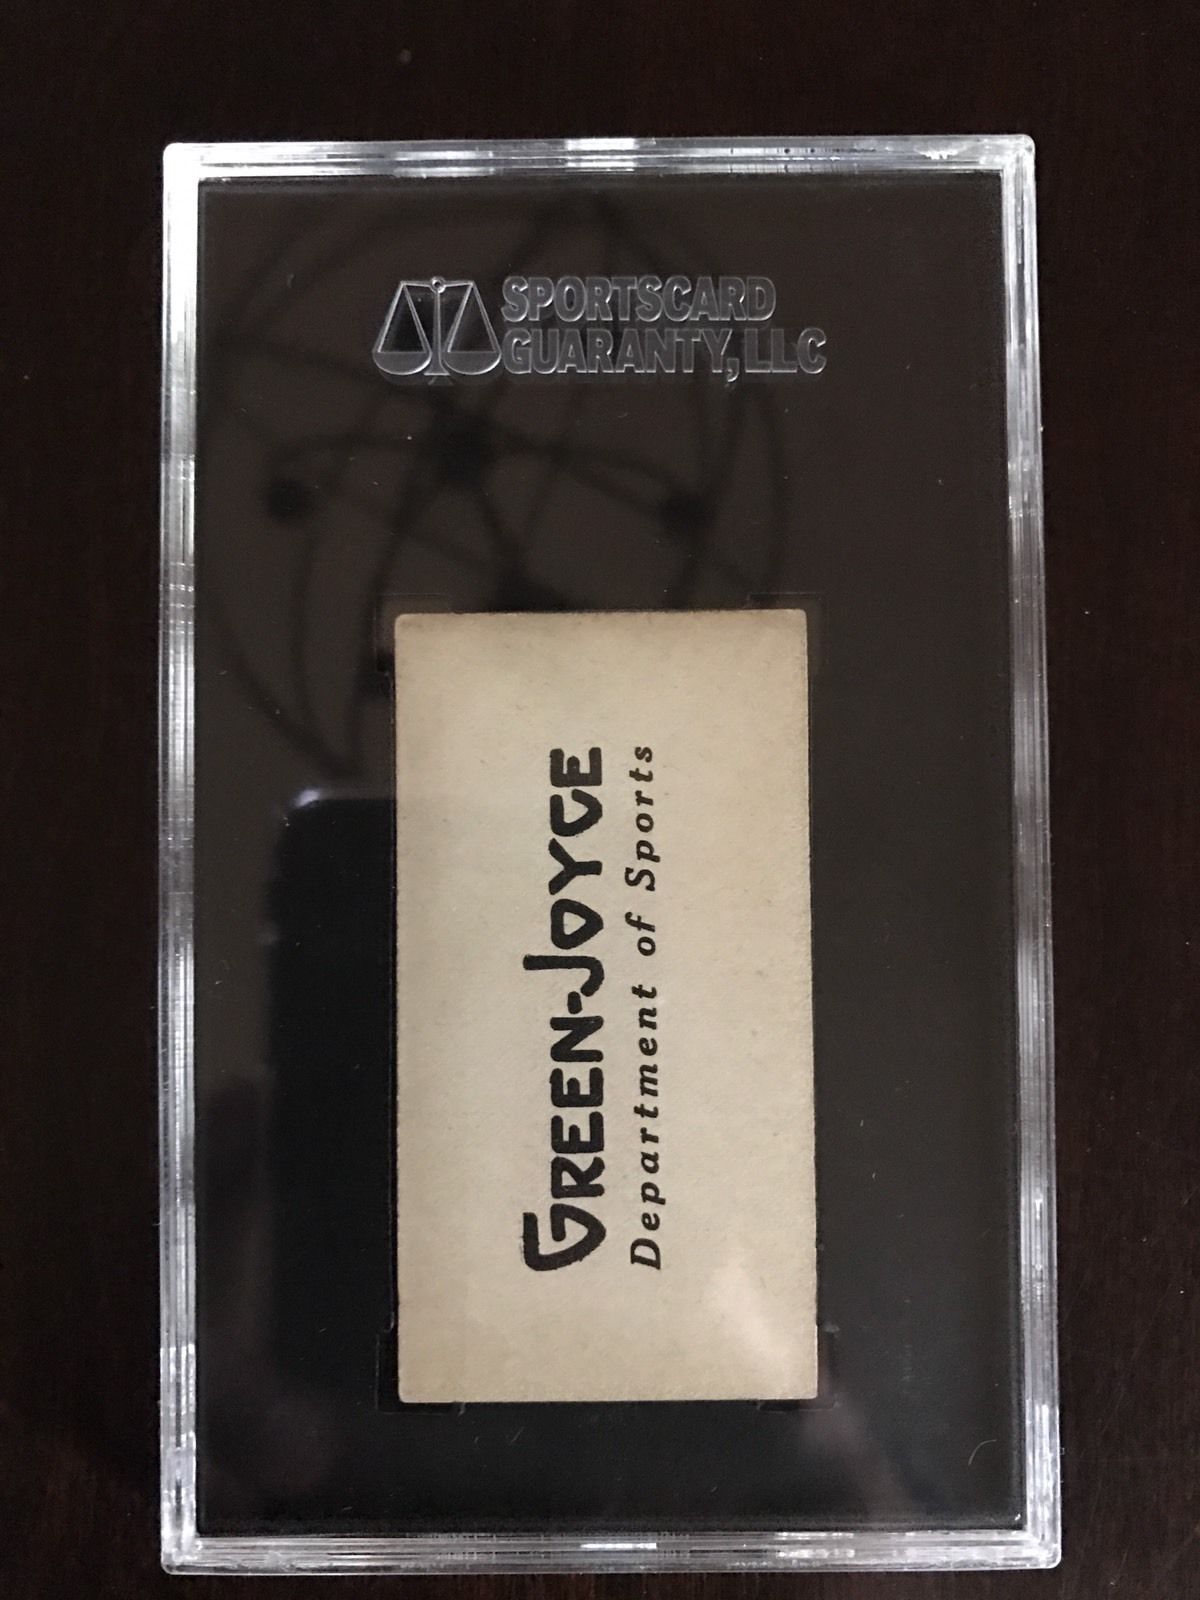 SPORTSCARD
GUARANTY, LLC
GREEN-JOYCE
Department of Sports